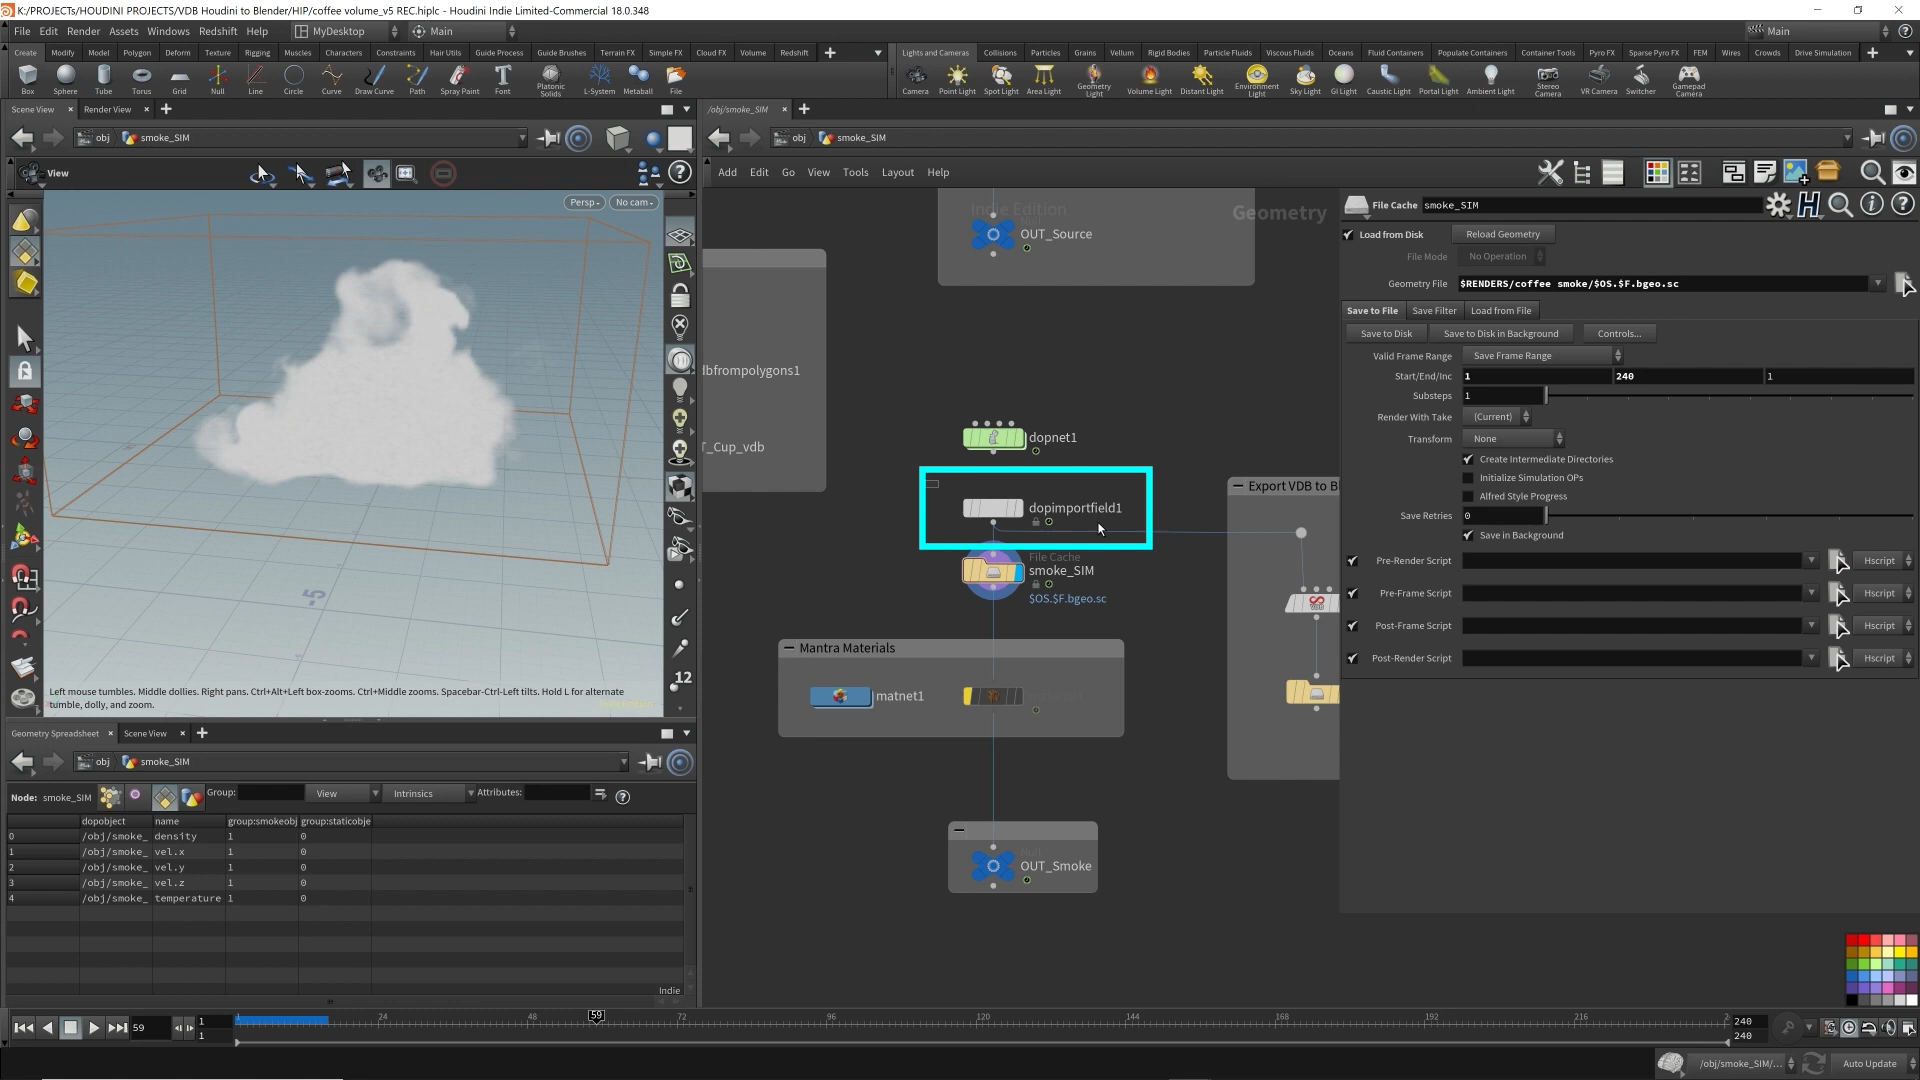 K:/PROJECTs/HOUDINI PROJECTS/VDB Houdini to Blender/HIP/coffee volume_v5 REC.hiplc - Houdini Indie Limited-Commercial 18.0.348
File Edit Render Assets Windows Redshift Help MyDesktop Main Main
Create Modify Model Polygon Deform Texture Rigging Muscles Characters Constraints Hair Utils Guide Process Guide Brushes Terrain FX Simple FX Cloud FX Volume Redshift
Lights and Cameras Collisions Particles Grains Vellum Rigid Bodies Particle Fluids Viscous Fluids Oceans Fluid Containers Populate Containers Container Tools Pyro FX Sparse Pyro FX FEM Wires Crowds Drive Simulation
Box Sphere Tube Torus Grid Null Line Circle Curve Draw Curve Path Spray Paint Font Platonic Solids L-System Metaball File
Camera Point Light Spot Light Area Light Geometry Light Volume Light Distant Light Environment Light Sky Light GI Light Caustic Light Portal Light Ambient Light Stereo Camera VR Camera Switcher Gamepad Camera
Scene View Render View
/obj/smoke_SIM
obj smoke_SIM
obj smoke_SIM
View
Add Edit Go View Tools Layout Help
Persp No cam
-5
12
Left mouse tumbles. Middle dollies. Right pans. Ctrl+Alt+Left box-zooms. Ctrl+Middle zooms. Spacebar-Ctrl-Left tilts. Hold L for alternate
tumble, dolly, and zoom.
Indie Edition
Geometry
Null
OUT_Source
dbfrompolygons1
T_Cup_vdb
dopnet1
dopimportfield1
File Cache
smoke_SIM
$OS.$F.bgeo.sc
Export VDB to Bl
VDB
Mantra Materials
matnet1
Null
OUT_Smoke
File Cache smoke_SIM
Load from Disk Reload Geometry
File Mode No Operation
Geometry File $RENDERS/coffee smoke/$OS.$F.bgeo.sc
Save to File Save Filter Load from File
Save to Disk Save to Disk in Background Controls...
Valid Frame Range Save Frame Range
Start/End/Inc 1 240 1
Substeps 1
Render With Take (Current)
Transform None
Create Intermediate Directories
Initialize Simulation OPs
Alfred Style Progress
Save Retries 0
Save in Background
Pre-Render Script Hscript
Pre-Frame Script Hscript
Post-Frame Script Hscript
Post-Render Script Hscript
Geometry Spreadsheet Scene View
obj smoke_SIM
Node: smoke_SIM Group: View Intrinsics Attributes:
dopobject name group:smokeobj group:staticobje
0 /obj/smoke_ density 1 0
1 /obj/smoke_ vel.x 1 0
2 /obj/smoke_ vel.y 1 0
3 /obj/smoke_ vel.z 1 0
4 /obj/smoke_ temperature 1 0
Indie
59 1 1 24 48 59 72 96 120 144 168 192 216 240 240
/obj/smoke_SIM/... Auto Update